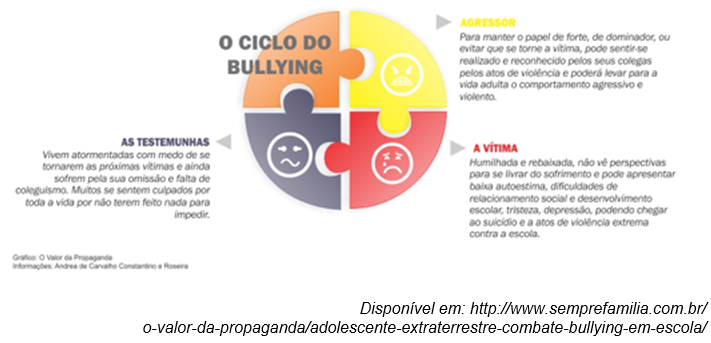 O CICLO DO
BULLYING
AGRESSOR
Para manter o papel de forte, de dominador, ou
evitar que se torne a vítima, pode sentir-se
realizado e reconhecido pelos seus colegas
pelos atos de violência e poderá levar para a
vida adulta o comportamento agressivo e
violento.
AS TESTEMUNHAS
Vivem atormentadas com medo de se
tornarem as próximas vítimas e ainda
sofrem pela sua omissão e falta de
coleguismo. Muitos se sentem culpados por
toda a vida por não terem feito nada para
impedir.
A VÍTIMA
Humilhada e rebaixada, não vê perspectivas
para se livrar do sofrimento e pode apresentar
baixa autoestima, dificuldades de
relacionamento social e desenvolvimento
escolar, tristeza, depressão, podendo chegar
ao suicídio e a atos de violência extrema
contra a escola.
Gráfico: O Valor da Propaganda
Informações: Andrea de Carvalho Constantino e Roseira
Disponível em: http://www.semprefamilia.com.br/
o-valor-da-propaganda/adolescente-extraterrestre-combate-bullying-em-escola/